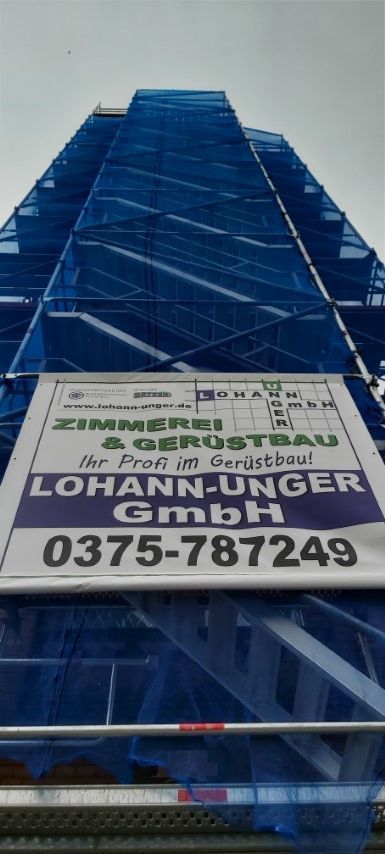 www.lohann-unger.de
LOHANN
UNGER
GmbH
ZIMMEREI
& GERÜSTBAU
Ihr Profi im Gerüstbau!
LOHANN-UNGER
GmbH
0375-787249